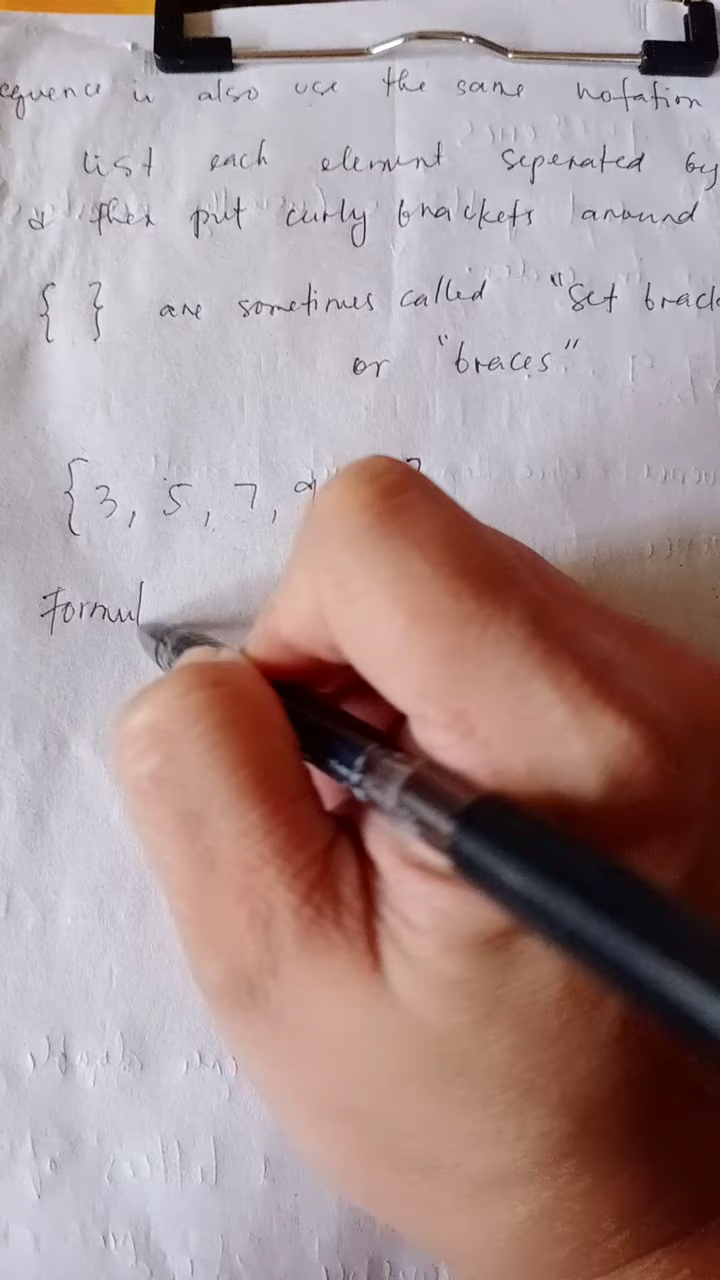 equence is also use the same notation
list each element seperated by
& then put curly brackets around
{ } are sometimes called "Set brack
or "braces".
{3, 5, 7, 9
Formul